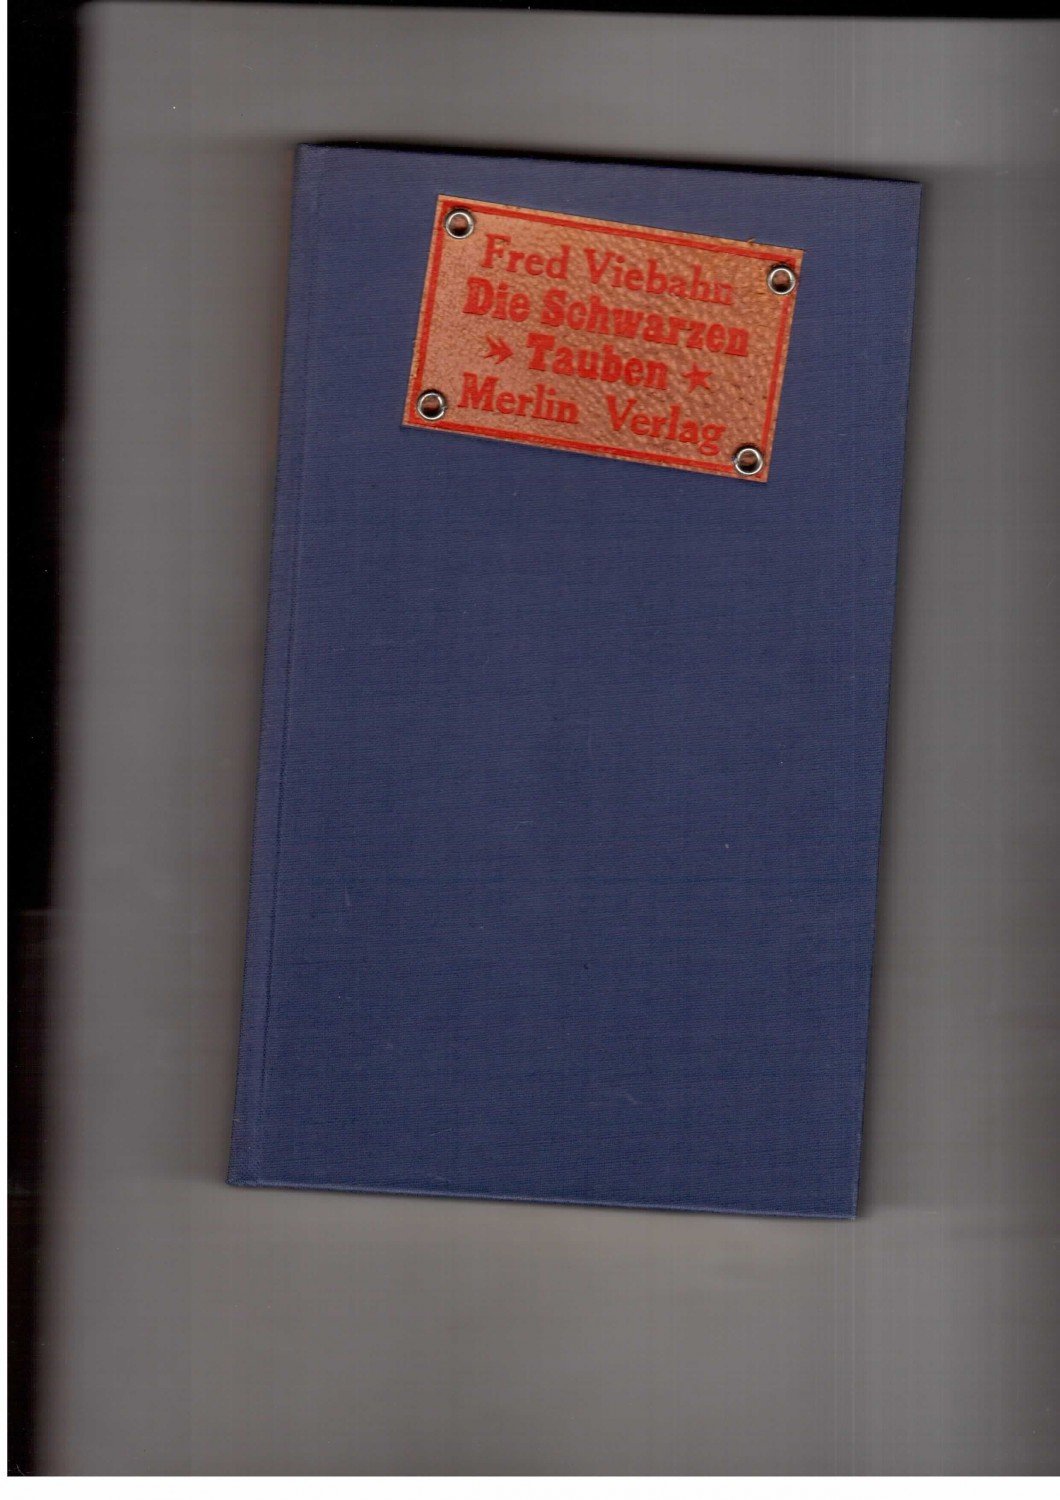 Fred Viebahn
Die Schwarzen
» Tauben ★
Merlin Verlag